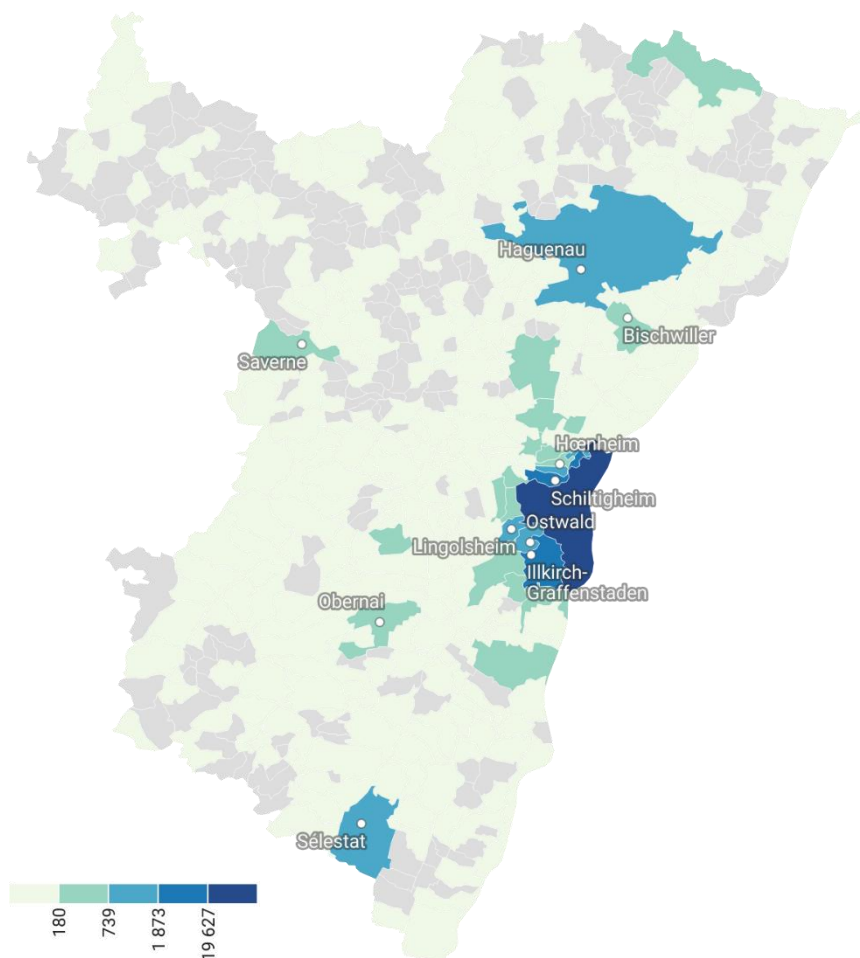 Haguenau
Bischwiller
Saverne
Hœnheim
Schiltigheim
Ostwald
Lingolsheim
Illkirch-
Graffenstaden
Obernai
Sélestat
180
739
1 873
19 627